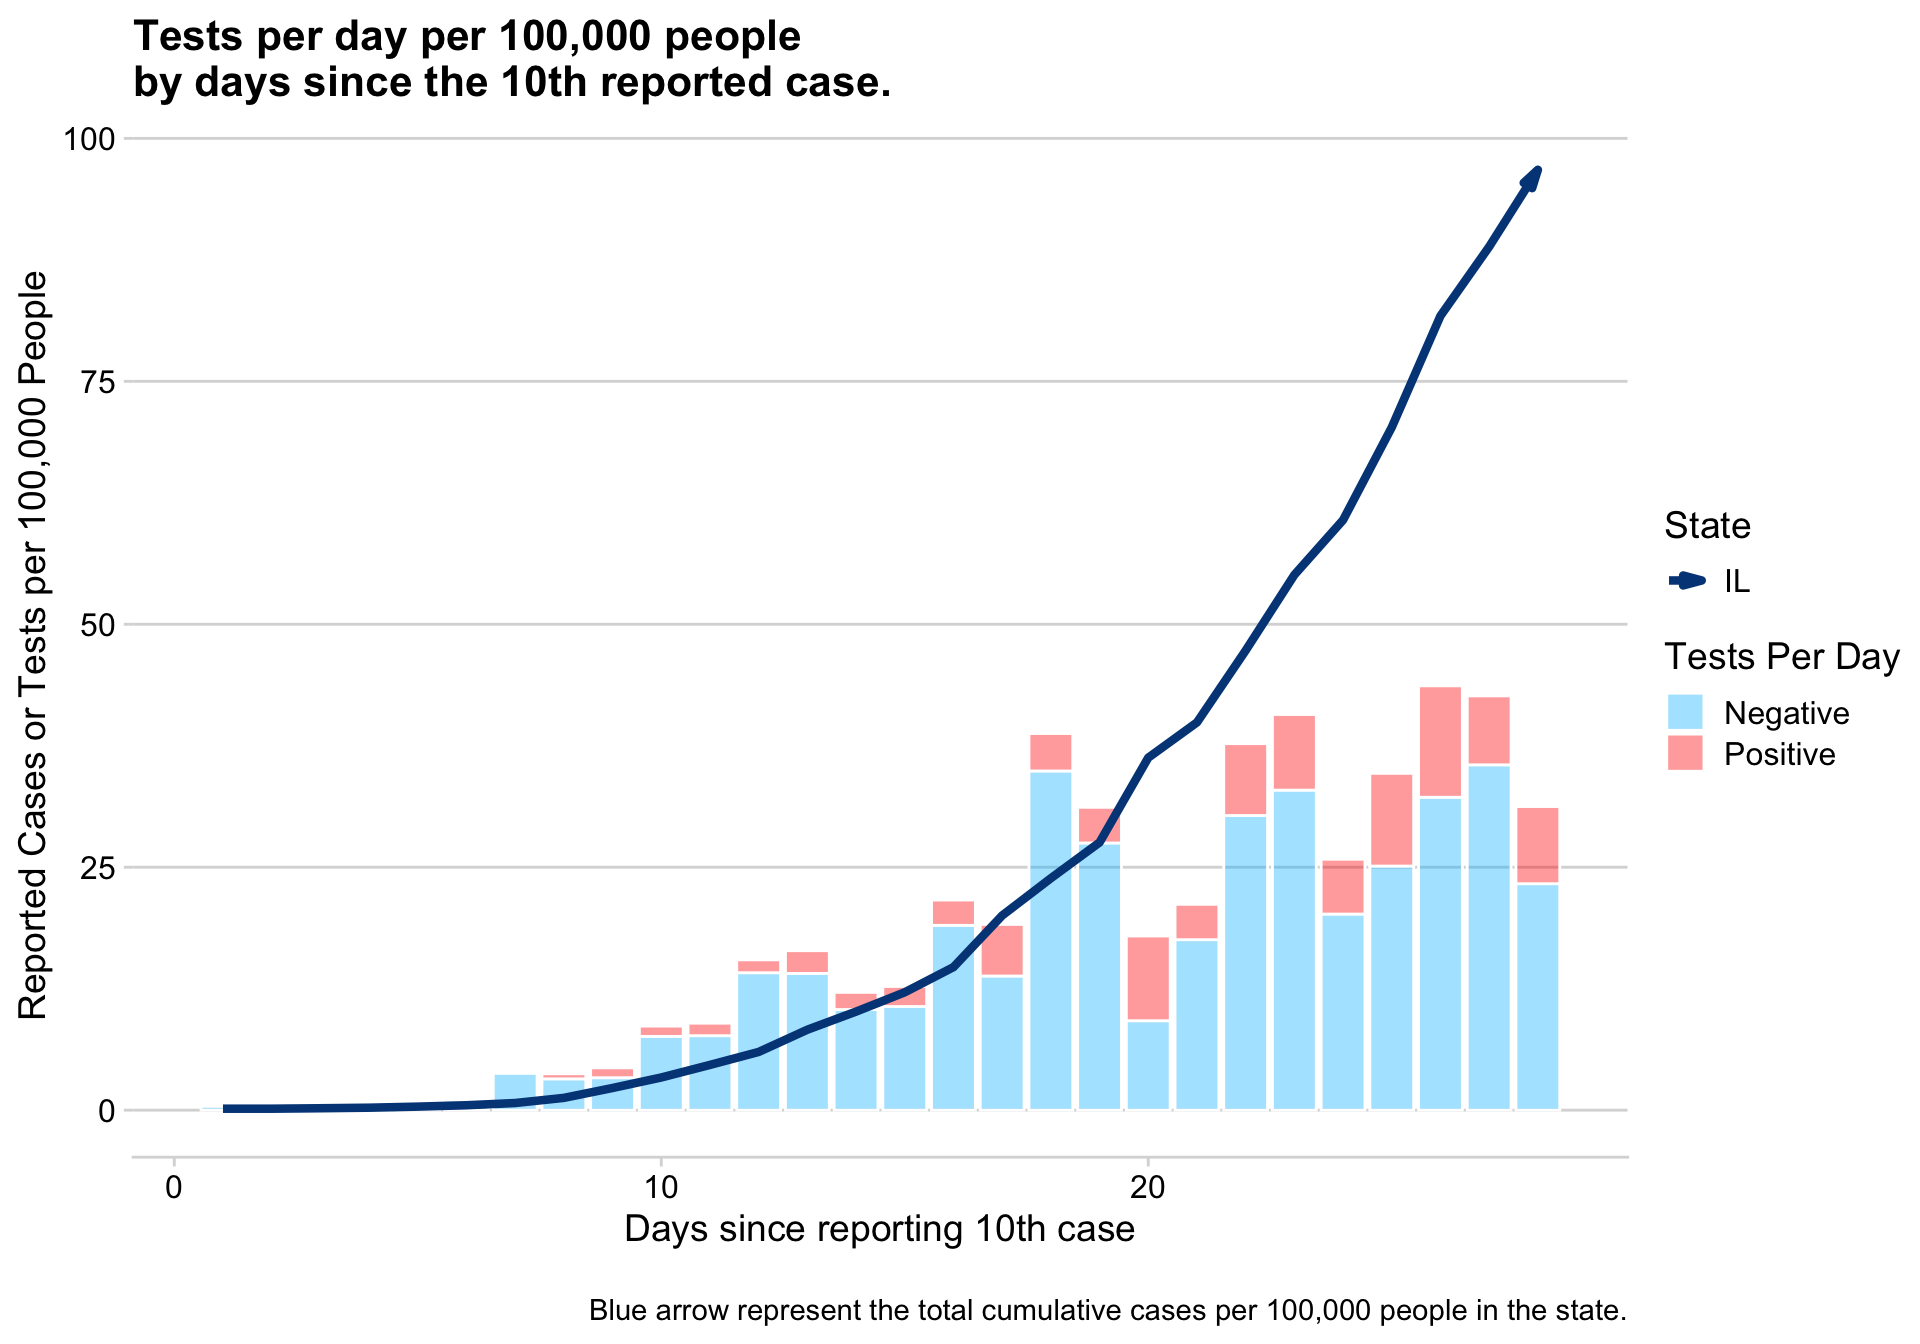 Tests per day per 100,000 people
by days since the 10th reported case.
Reported Cases or Tests per 100,000 People
100
75
50
25
0
0
10
20
Days since reporting 10th case
State
IL
Tests Per Day
Negative
Positive
Blue arrow represent the total cumulative cases per 100,000 people in the state.